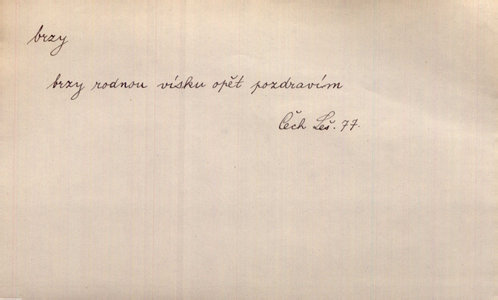 brzy
brzy rodnou vísku opět pozdravím
Čech Leš. 77.